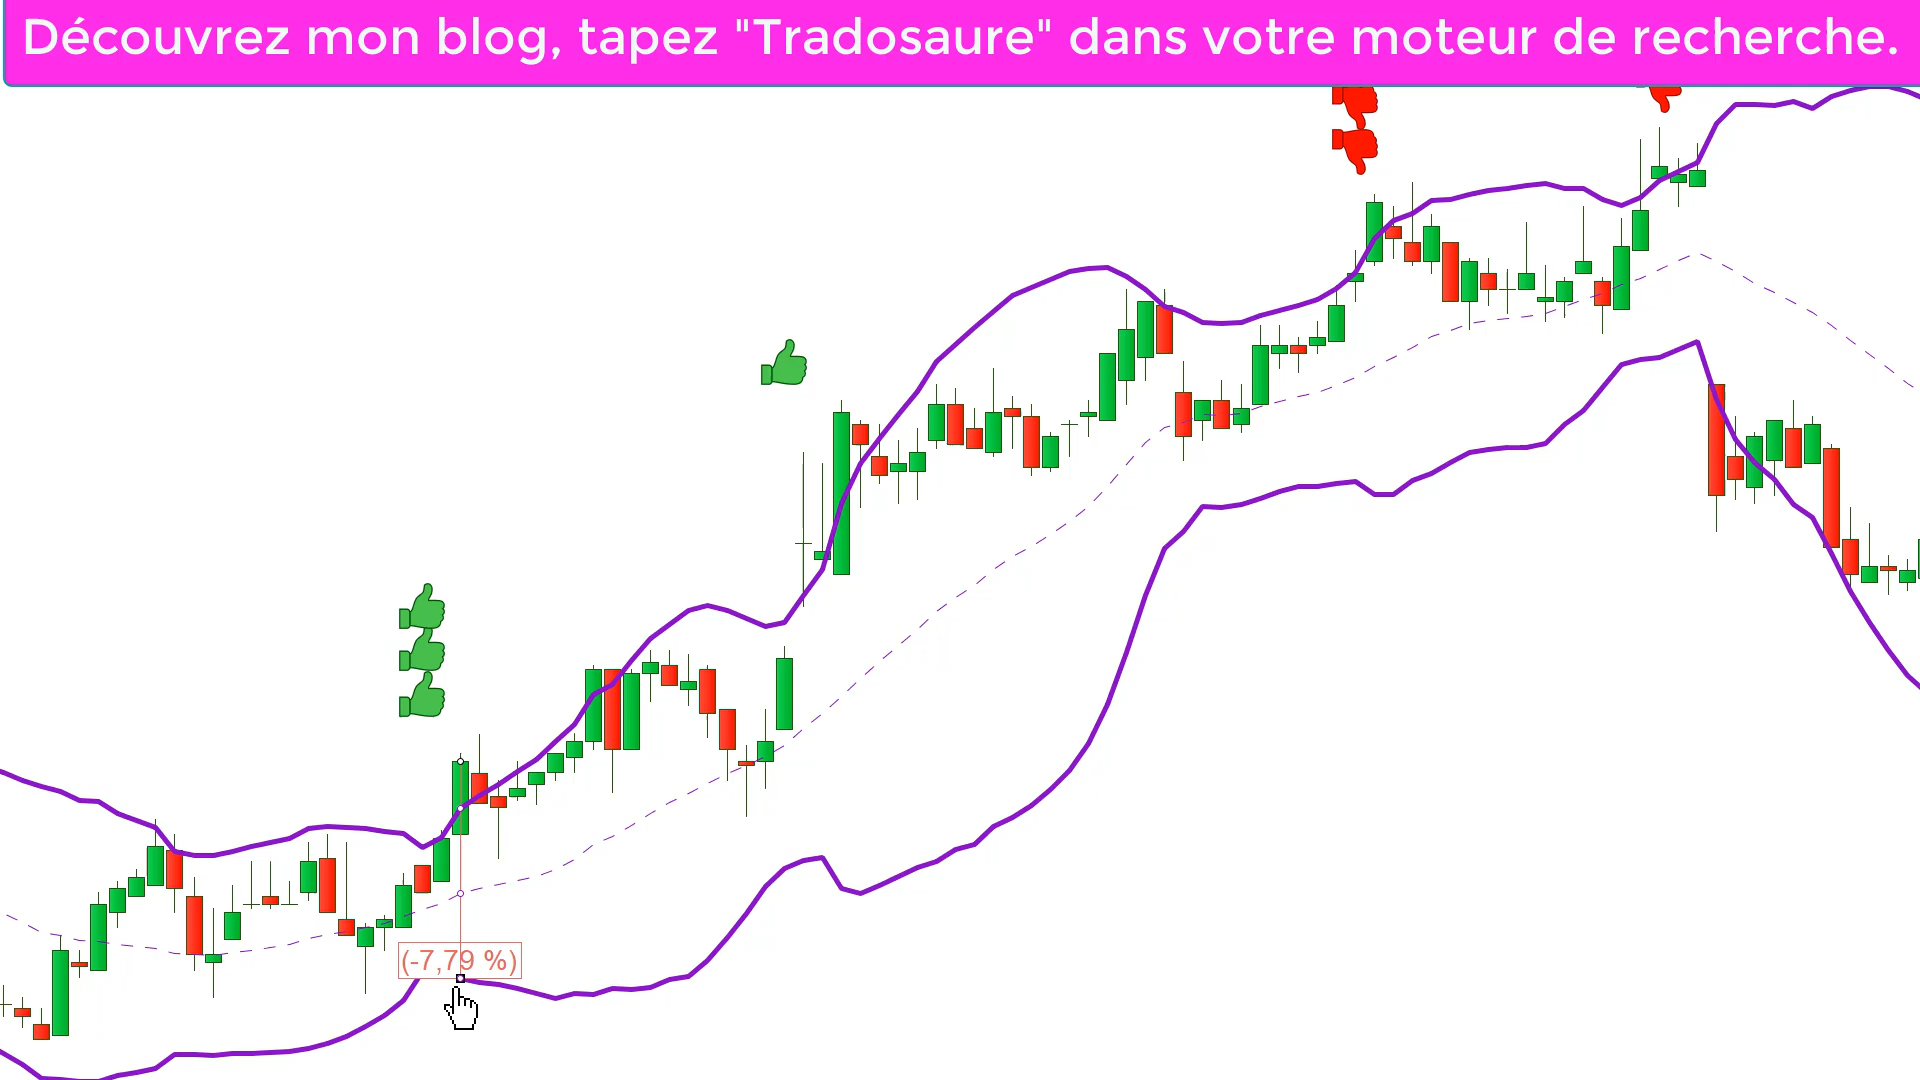 Découvrez mon blog, tapez "Tradosaure" dans votre moteur de recherche.
(-7,79 %)